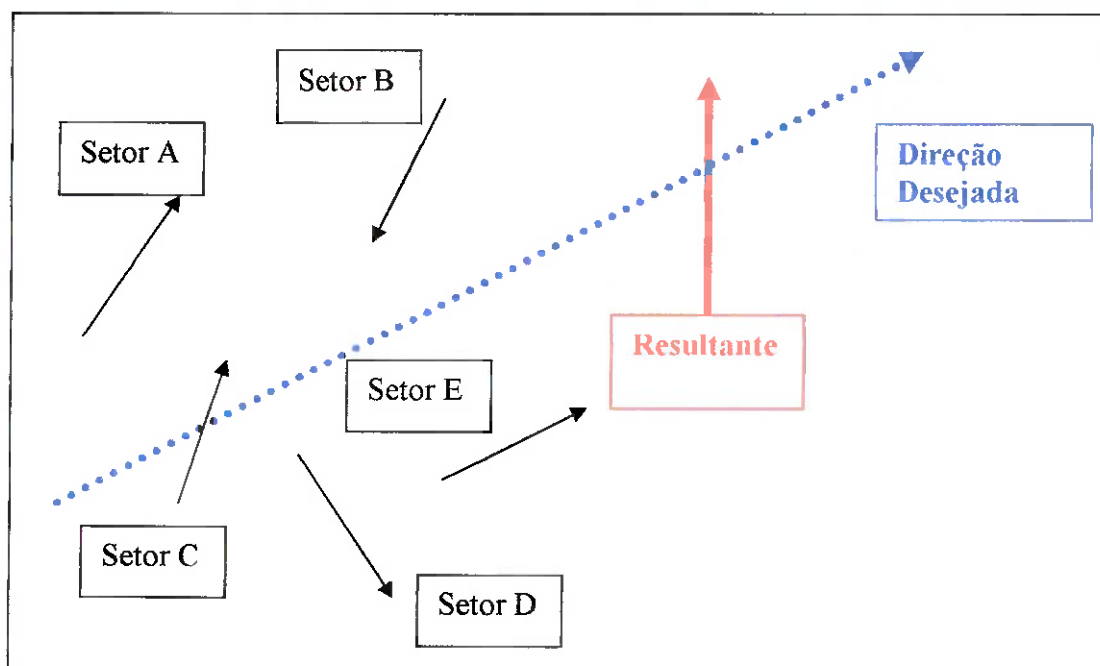 Setor B
Setor A
Direção
Desejada
Resultante
Setor E
Setor C
Setor D